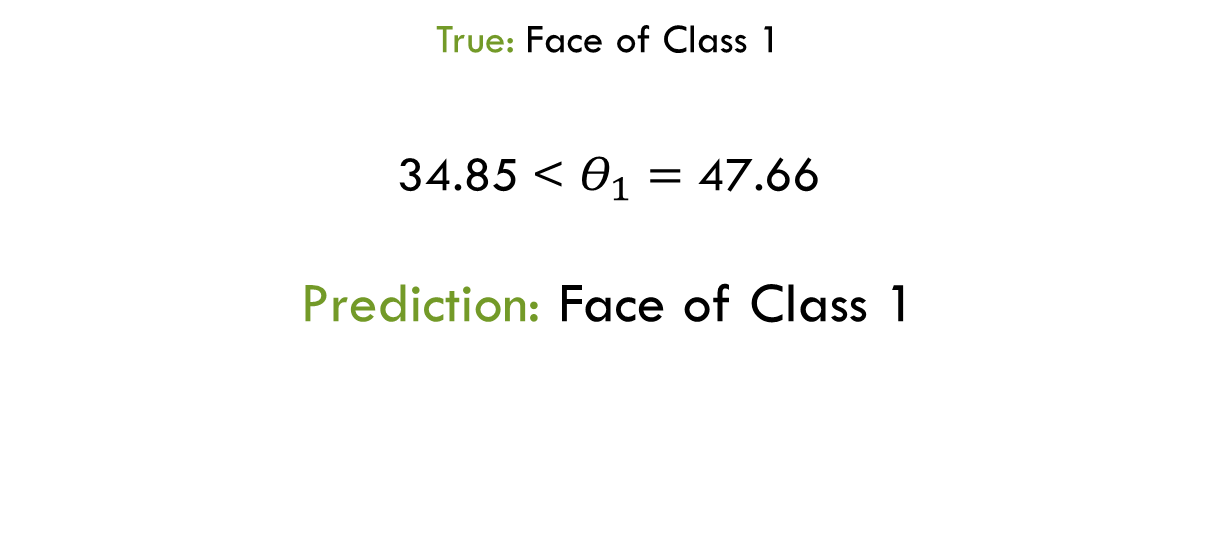 True: Face of Class 1
34.85 < θ₁ = 47.66
Prediction: Face of Class 1